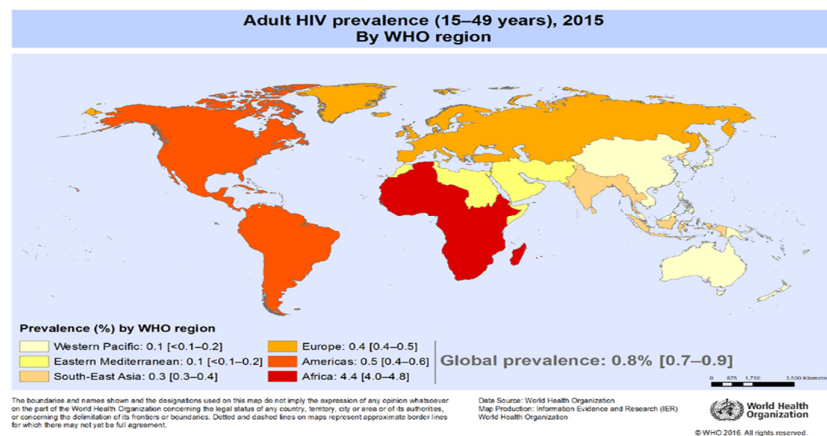 Adult HIV prevalence (15–49 years), 2015
By WHO region
Prevalence (%) by WHO region
Western Pacific: 0.1 [<0.1–0.2]
Eastern Mediterranean: 0.1 [<0.1–0.2]
South-East Asia: 0.3 [0.3–0.4]
Europe: 0.4 [0.4–0.5]
Americas: 0.5 [0.4–0.6]
Africa: 4.4 [4.0–4.8]
Global prevalence: 0.8% [0.7–0.9]
0 875 1,750 3,500 Kilometers
The boundaries and names shown and the designations used on this map do not imply the expression of any opinion whatsoever
on the part of the World Health Organization concerning the legal status of any country, territory, city or area or of its authorities,
or concerning the delimitation of its frontiers or boundaries. Dotted and dashed lines on maps represent approximate border lines
for which there may not yet be full agreement.
Data Source: World Health Organization
Map Production: Information Evidence and Research (IER)
World Health Organization
World Health
Organization
© WHO 2016. All rights reserved.